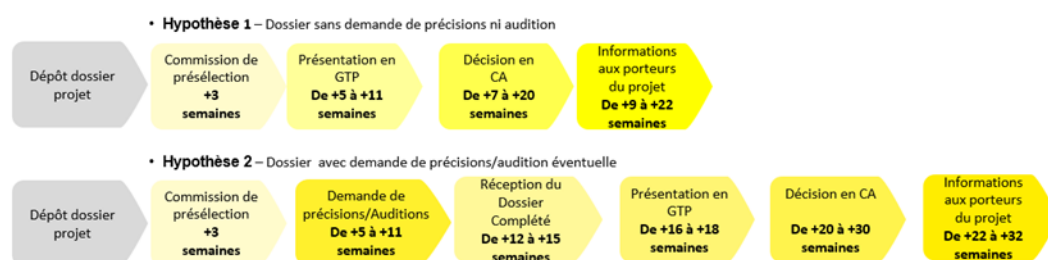 • Hypothèse 1 – Dossier sans demande de précisions ni audition
Dépôt dossier
projet
Commission de
présélection
+3
semaines
Présentation en
GTP
De +5 à +11
semaines
Décision en
CA
De +7 à +20
semaines
Informations
aux porteurs
du projet
De +9 à +22
semaines
• Hypothèse 2 – Dossier avec demande de précisions/audition éventuelle
Dépôt dossier
projet
Commission de
présélection
+3
semaines
Demande de
précisions/Auditions
De +5 à +11
semaines
Réception du
Dossier
Complété
De +12 à +15
semaines
Présentation en
GTP
De +16 à +18
semaines
Décision en CA
De +20 à +30
semaines
Informations
aux porteurs
du projet
De +22 à +32
semaines